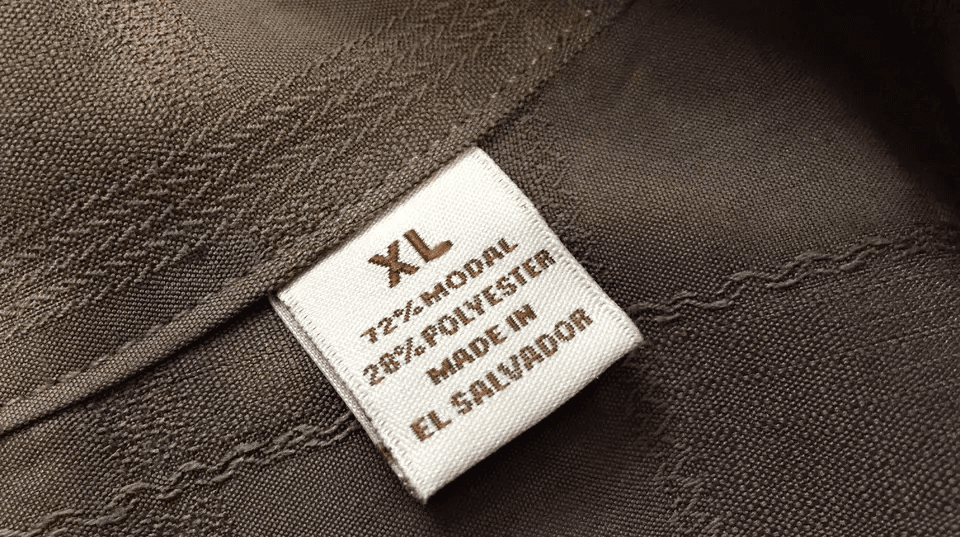 XL
72% MODAL
28% POLYESTER
MADE IN
EL SALVADOR